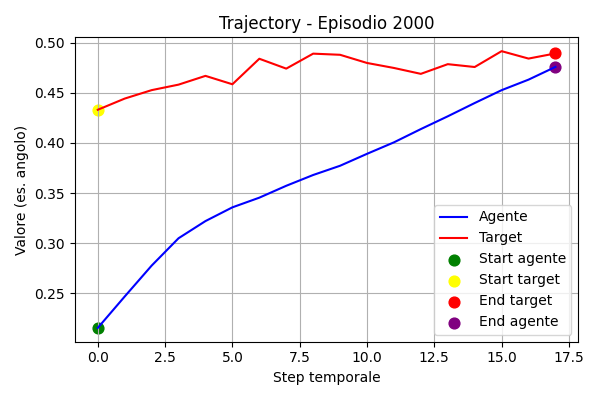 Trajectory - Episodio 2000
0.50
0.45
0.40
0.35
0.30
0.25
Valore (es. angolo)
0.0
2.5
5.0
7.5
10.0
12.5
15.0
17.5
Step temporale
Agente
Target
Start agente
Start target
End target
End agente